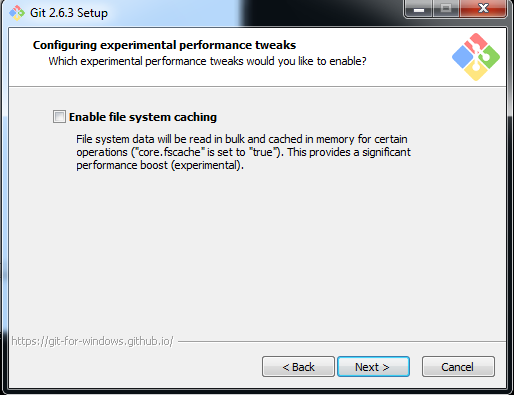 Git 2.6.3 Setup
Configuring experimental performance tweaks
Which experimental performance tweaks would you like to enable?
Enable file system caching
File system data will be read in bulk and cached in memory for certain
operations ("core.fscache" is set to "true"). This provides a significant
performance boost (experimental).
https://git-for-windows.github.io/
< Back Next > Cancel